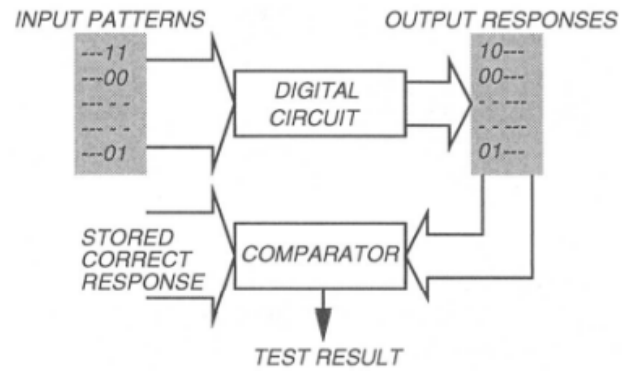 INPUT PATTERNS
---11
---00
-- - -
-- - -
---01
DIGITAL
CIRCUIT
OUTPUT RESPONSES
10---
00---
- - ---
- - ---
01---
STORED
CORRECT
RESPONSE
COMPARATOR
TEST RESULT